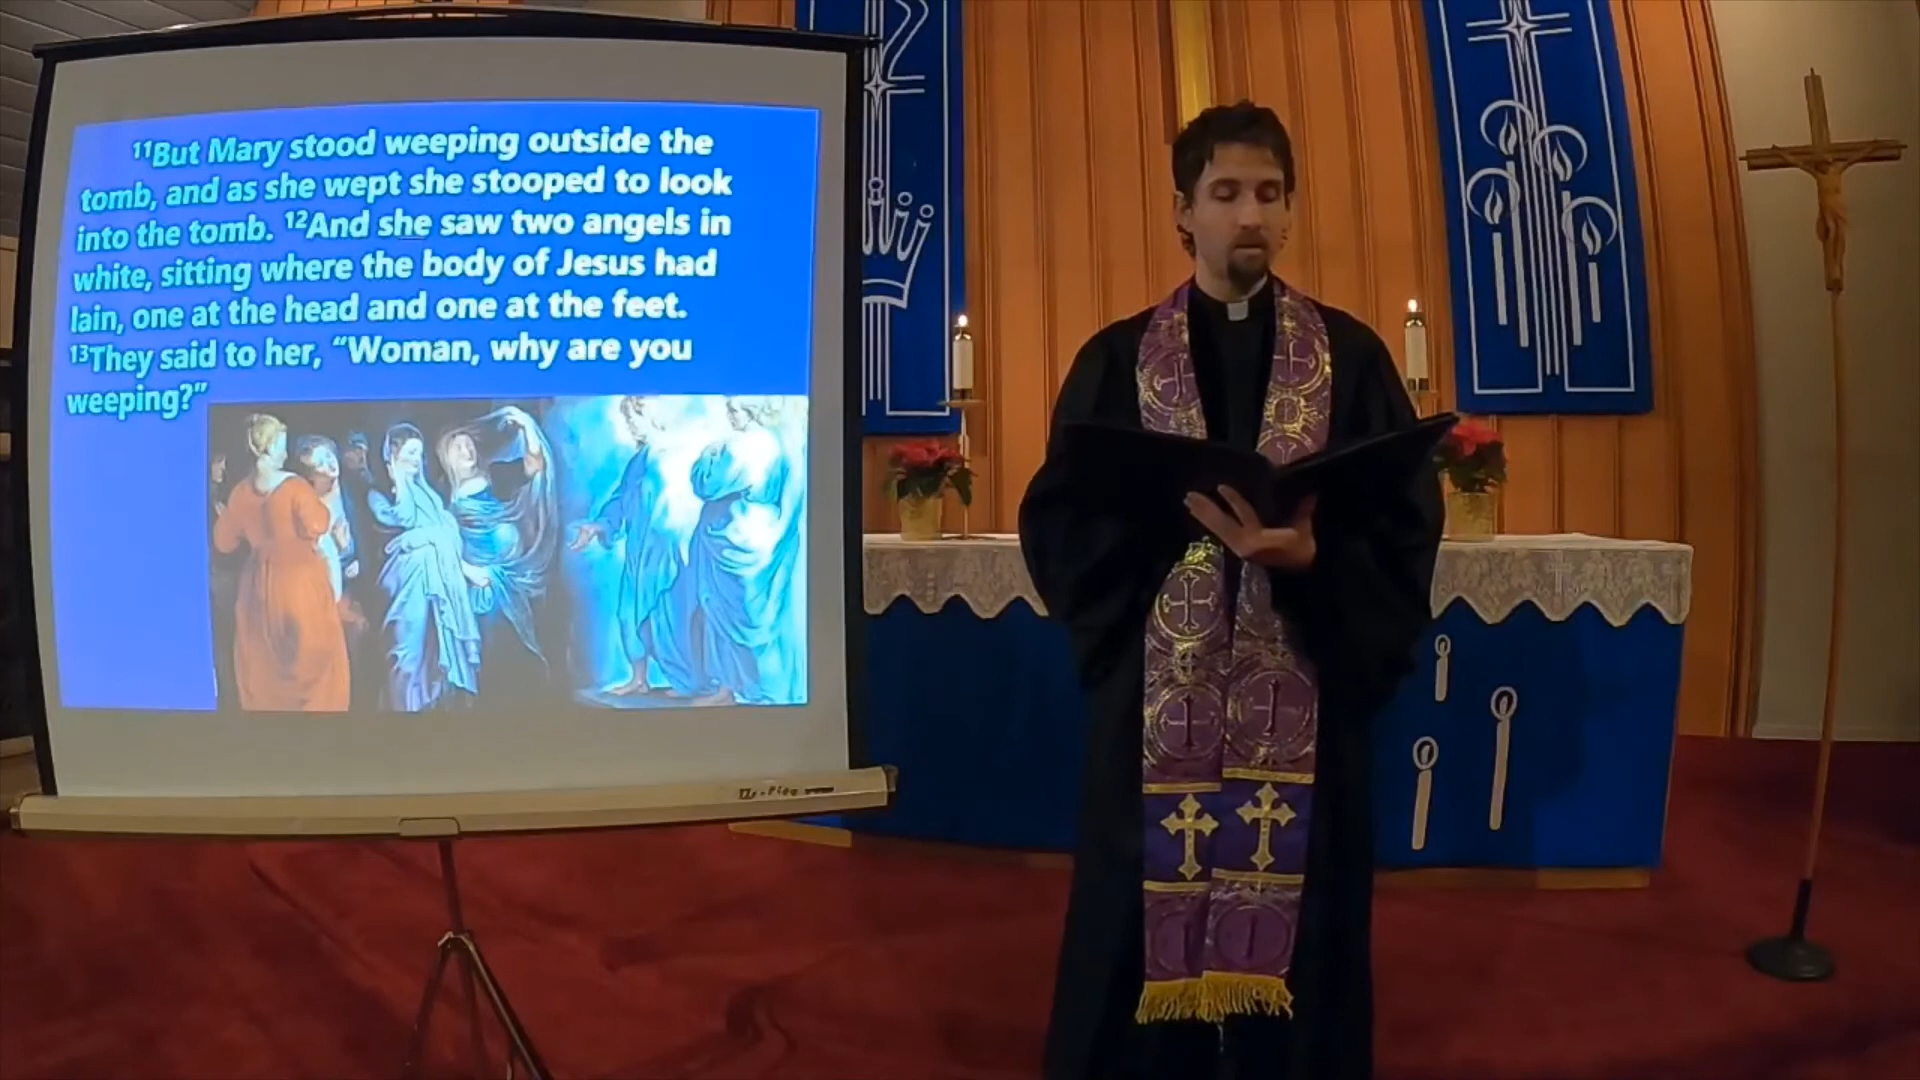 ¹¹But Mary stood weeping outside the
tomb, and as she wept she stooped to look
into the tomb. ¹²And she saw two angels in
white, sitting where the body of Jesus had
lain, one at the head and one at the feet.
¹³They said to her, “Woman, why are you
weeping?”